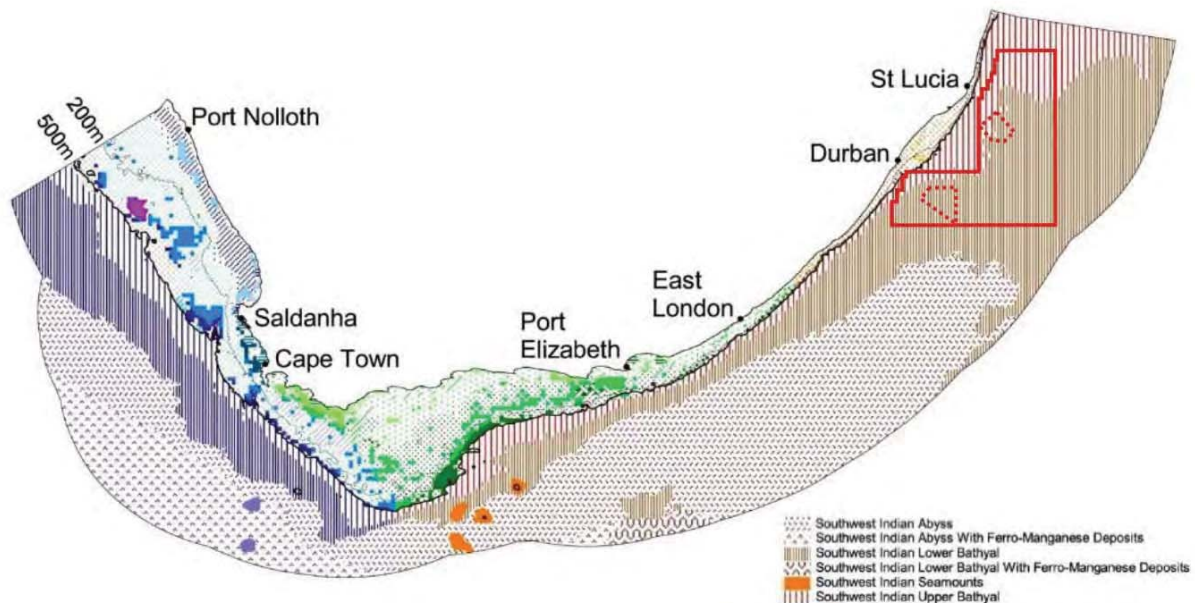 St Lucia
200m
500m
Port Nolloth
Durban
East
London
Saldanha
Port
Elizabeth
Cape Town
Southwest Indian Abyss
Southwest Indian Abyss With Ferro-Manganese Deposits
Southwest Indian Lower Bathyal
Southwest Indian Lower Bathyal With Ferro-Manganese Deposits
Southwest Indian Seamounts
Southwest Indian Upper Bathyal